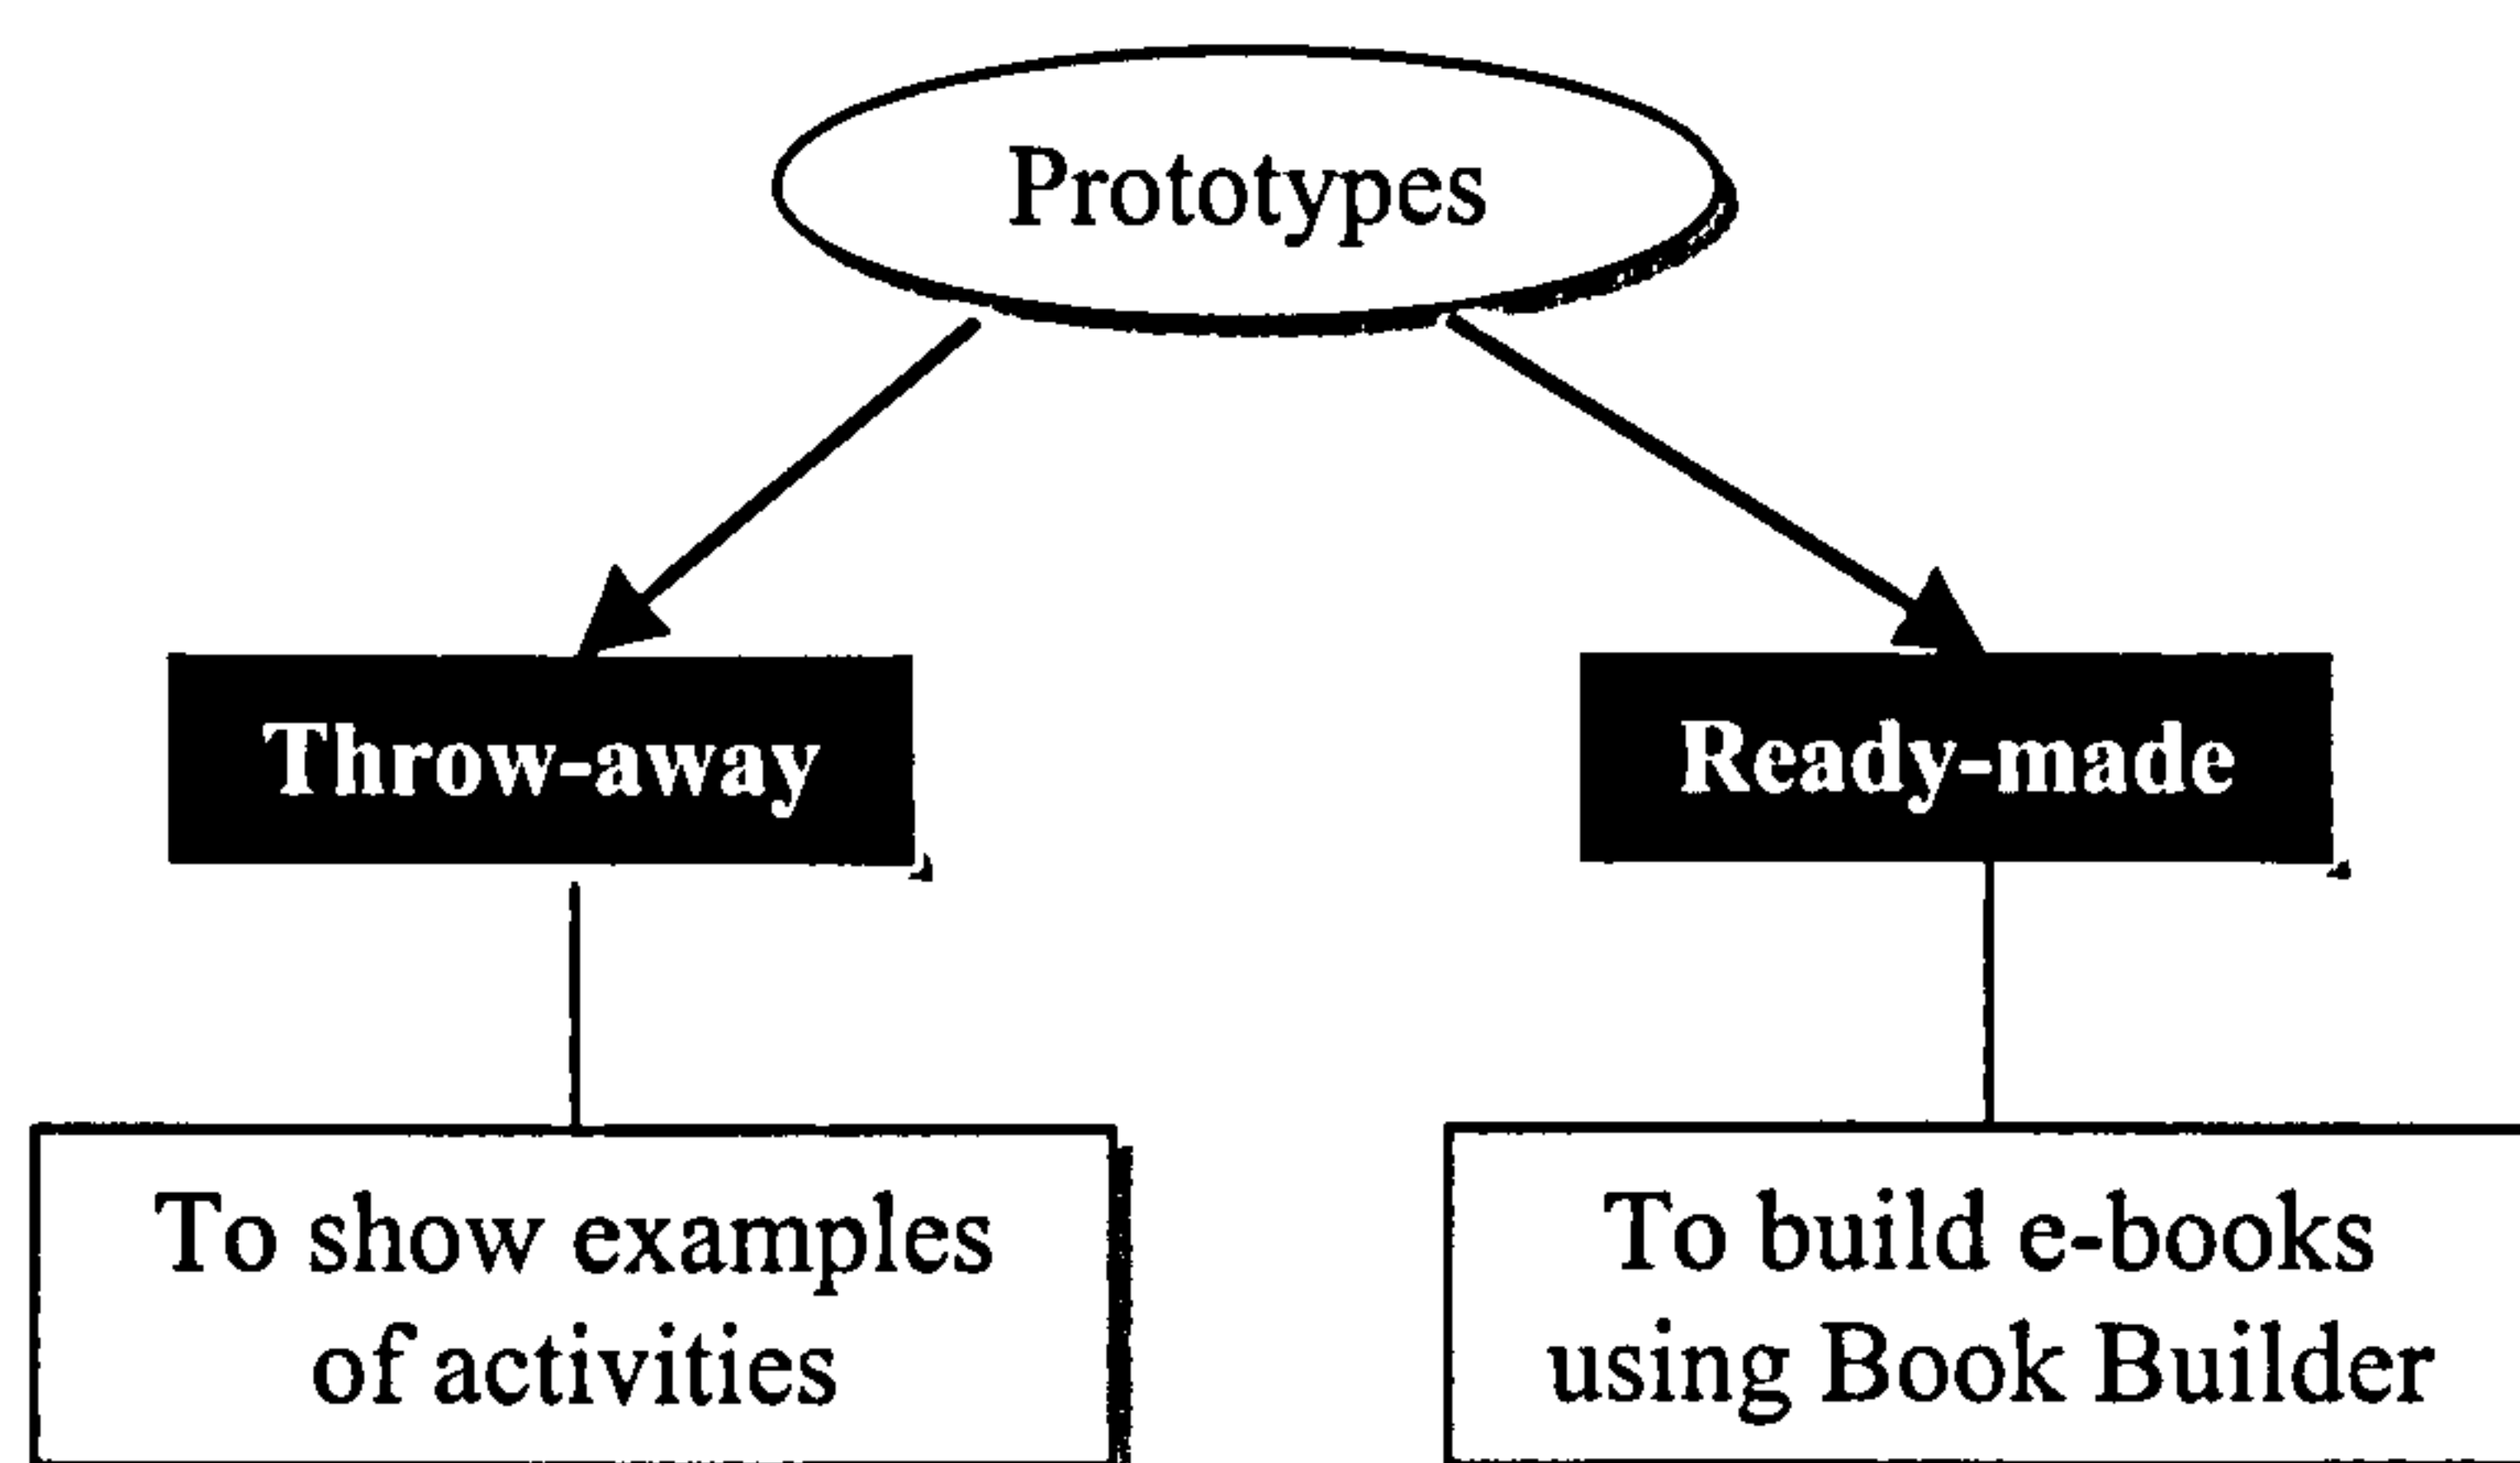 Prototypes
Throw-away
Ready-made
To show examples
of activities
To build e-books
using Book Builder